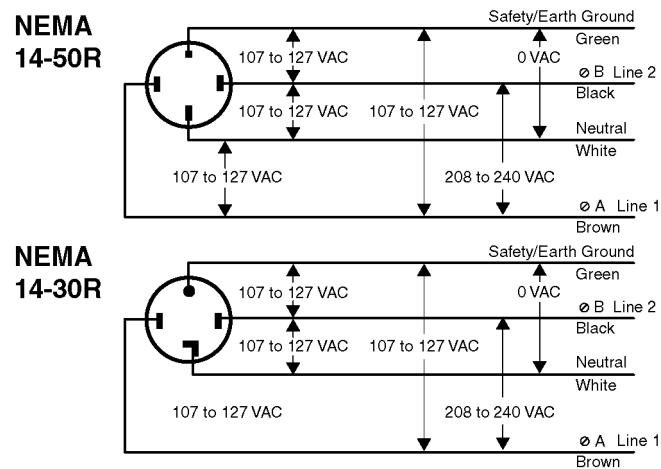 NEMA
14-50R
Safety/Earth Ground
Green
107 to 127 VAC
0 VAC
⊘ B Line 2
Black
107 to 127 VAC
107 to 127 VAC
Neutral
White
107 to 127 VAC
208 to 240 VAC
⊘ A Line 1
Brown
NEMA
14-30R
Safety/Earth Ground
Green
107 to 127 VAC
0 VAC
⊘ B Line 2
Black
107 to 127 VAC
107 to 127 VAC
Neutral
White
107 to 127 VAC
208 to 240 VAC
⊘ A Line 1
Brown